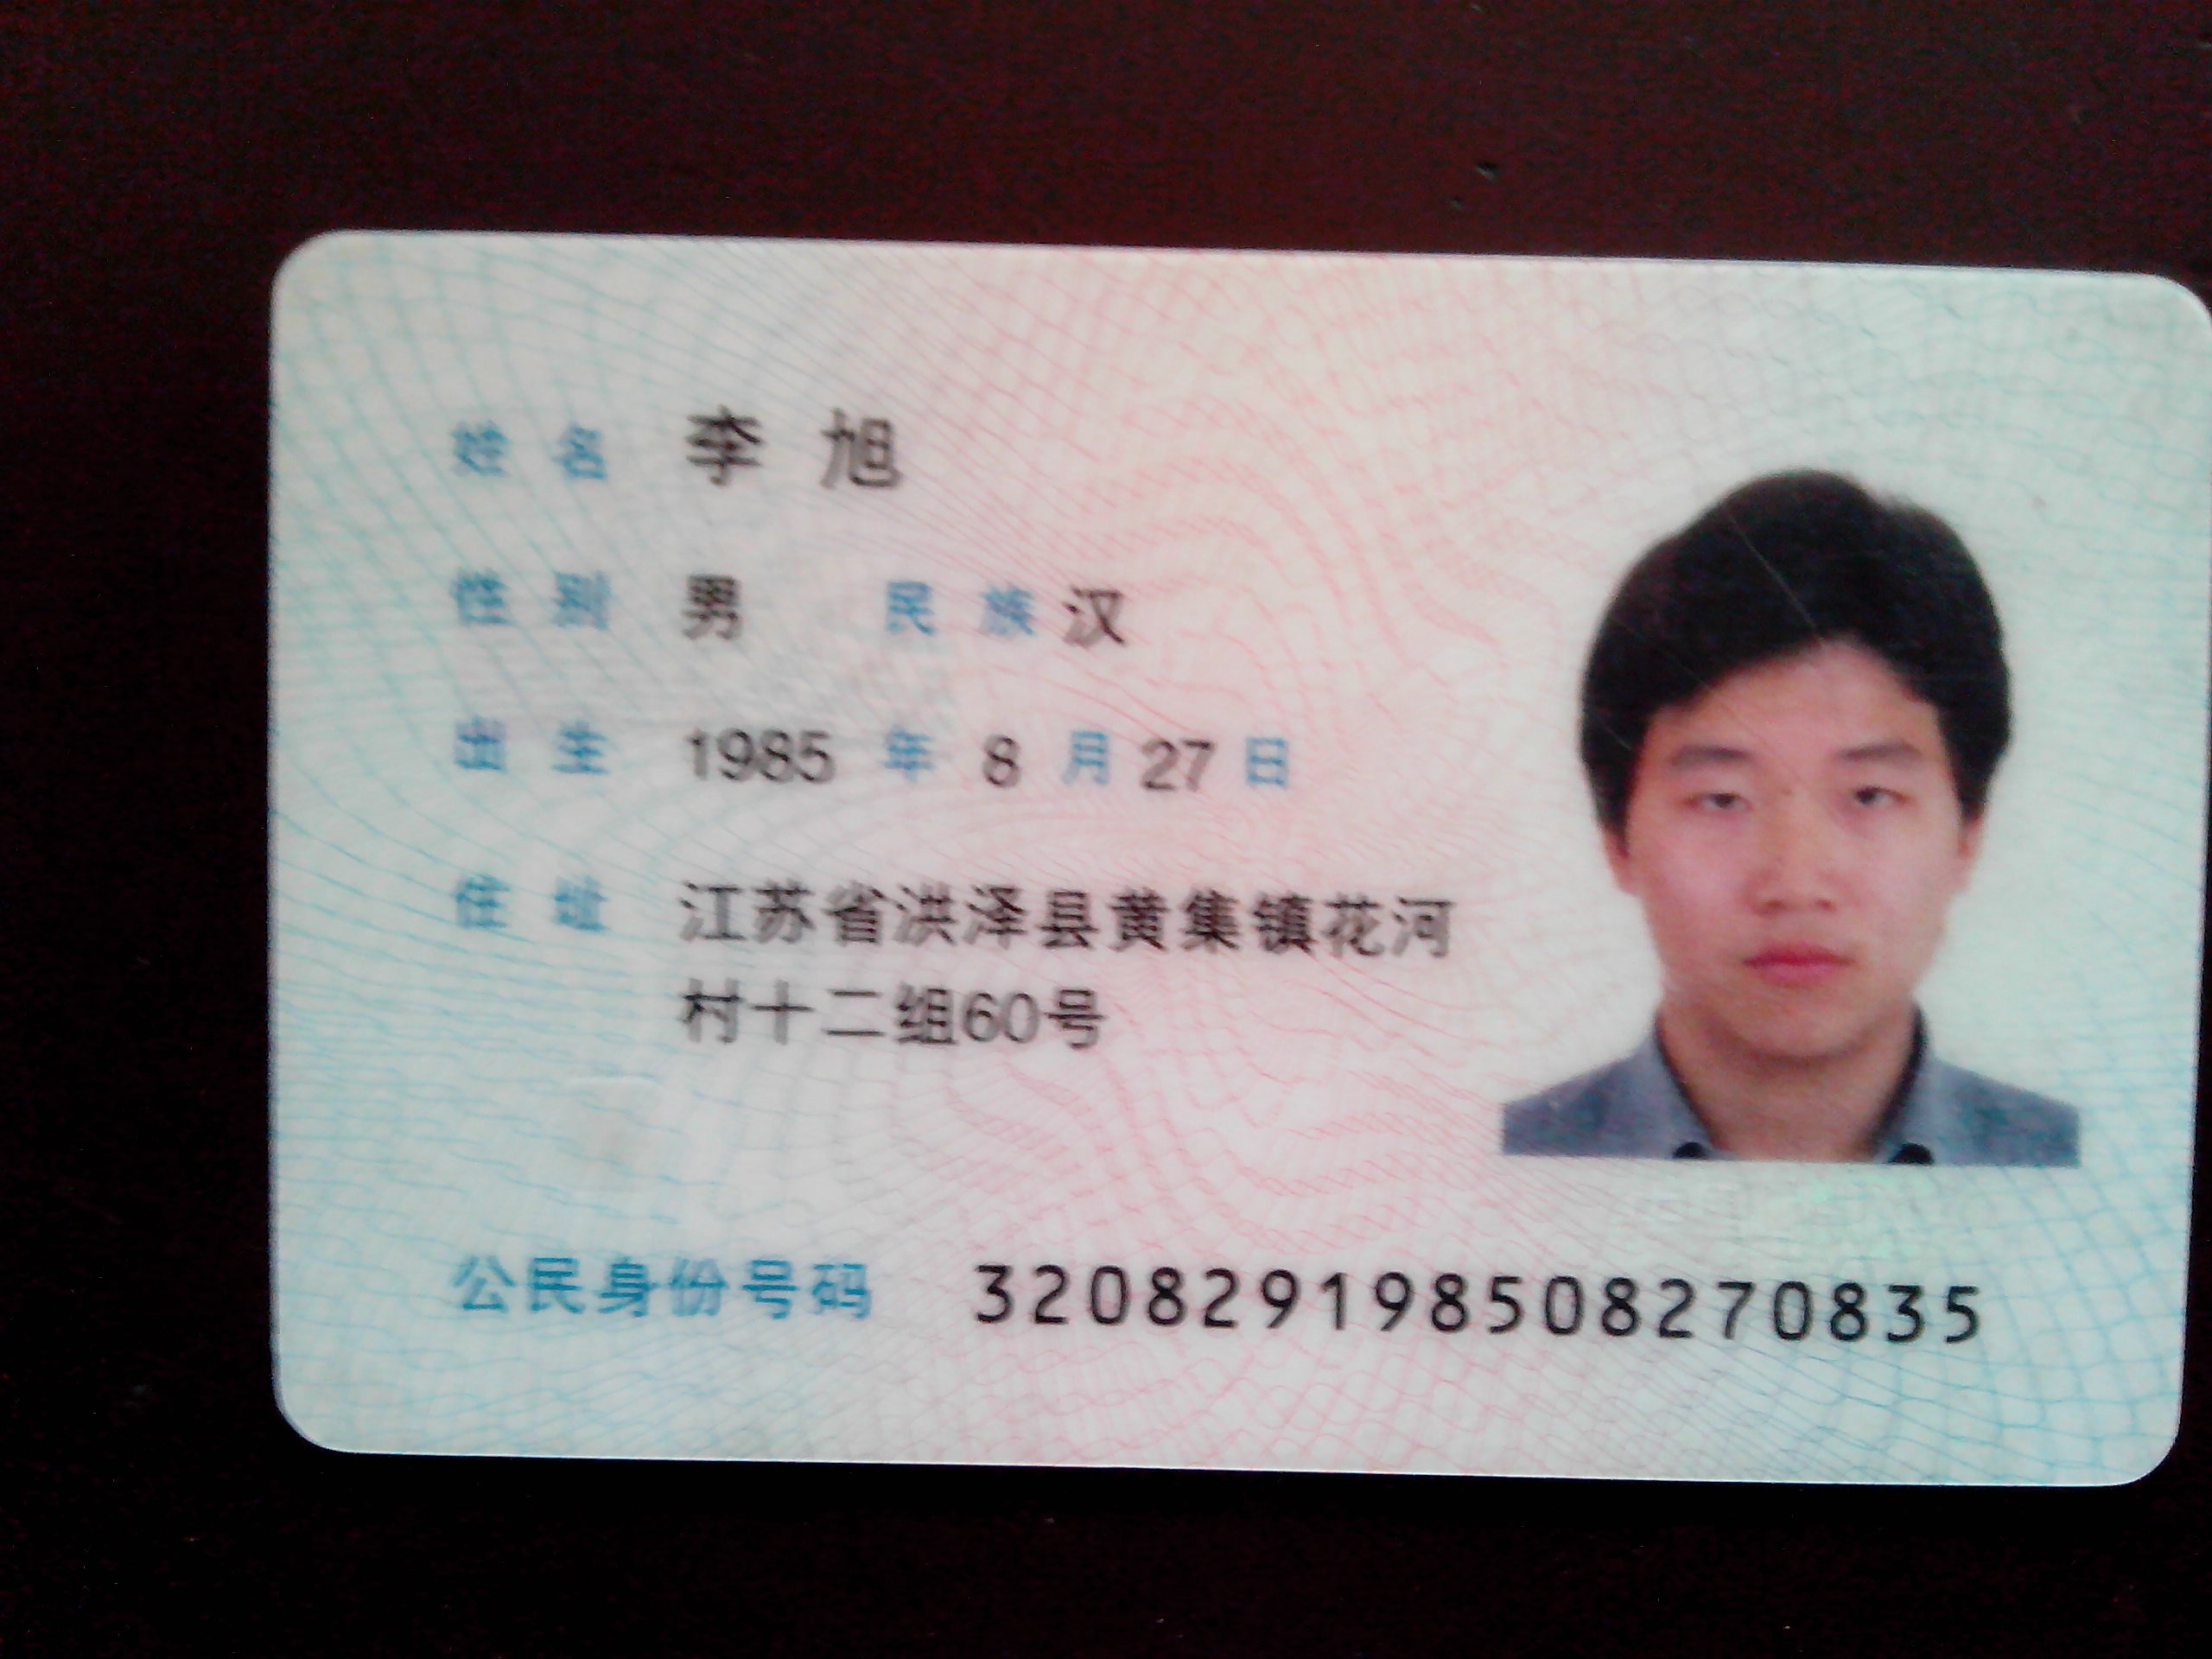 姓名 李旭
性别 男 民族 汉
出生 1985 年 8 月 27 日
住址 江苏省洪泽县黄集镇花河
村十二组60号
公民身份号码 320829198508270835